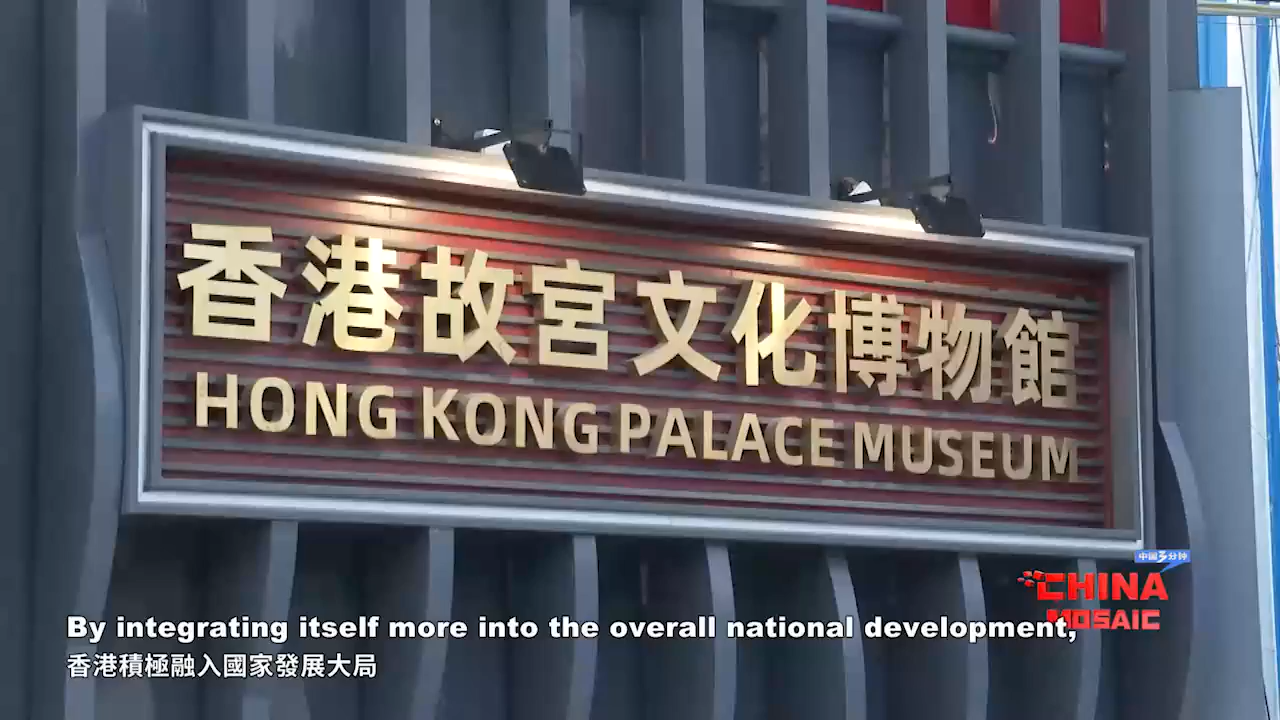 香港故宮文化博物館
HONG KONG PALACE MUSEUM
中国3分钟
CHINA
MOSAIC
By integrating itself more into the overall national development,
香港積極融入國家發展大局